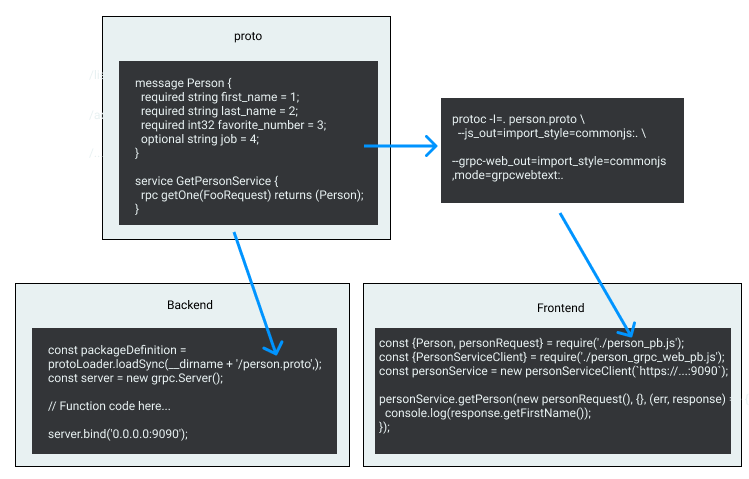 proto
message Person {
required string first_name = 1;
required string last_name = 2;
required int32 favorite_number = 3;
optional string job = 4;
}
service GetPersonService {
rpc getOne(FooRequest) returns (Person);
}
protoc -I=. person.proto \
--js_out=import_style=commonjs:. \
--grpc-web_out=import_style=commonjs
,mode=grpcwebtext:.
Backend
const packageDefinition =
protoLoader.loadSync(__dirname + '/person.proto',);
const server = new grpc.Server();
// Function code here...
server.bind('0.0.0.0:9090');
Frontend
const {Person, personRequest} = require('./person_pb.js');
const {PersonServiceClient} = require('./person_grpc_web_pb.js');
const personService = new personServiceClient(`https://...:9090`);
personService.getPerson(new personRequest(), {}, (err, response) =
console.log(response.getFirstName());
});